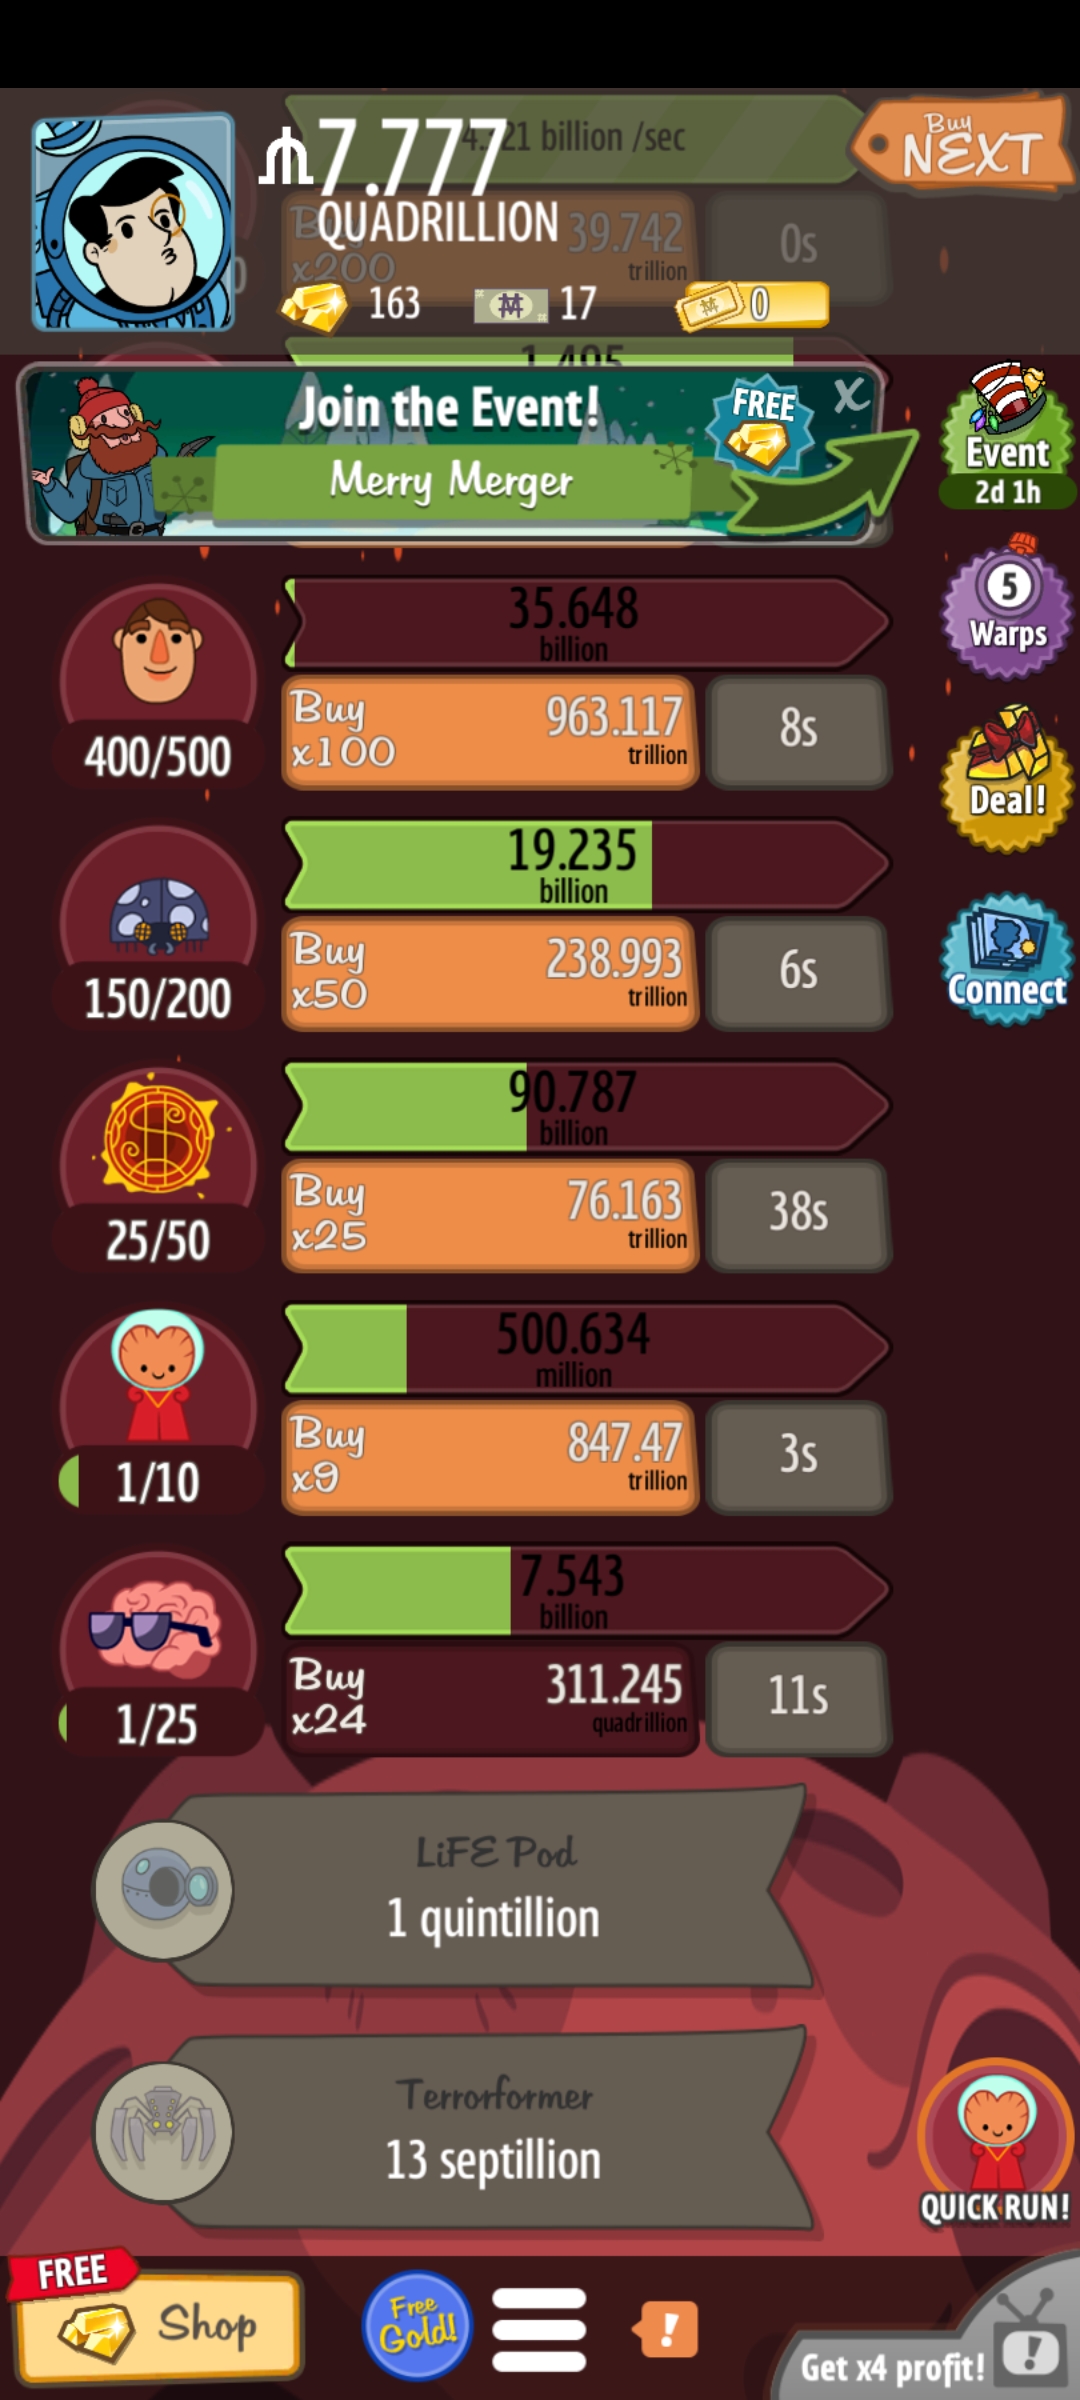 7.777
QUADRILLION
21 billion /sec
Buy
NEXT
x200
39.742
trillion
0s
163
17
0
1.495
Join the Event!
Merry Merger
FREE
X
Event
2d 1h
35.648
billion
Buy
x100
963.117
trillion
8s
400/500
5
Warps
19.235
billion
Buy
x50
238.993
trillion
6s
150/200
Deal!
90.787
billion
Buy
x25
76.163
trillion
38s
25/50
Connect
500.634
million
Buy
x9
847.47
trillion
3s
1/10
7.543
billion
Buy
x24
311.245
quadrillion
11s
1/25
LiFE Pod
1 quintillion
Terrorformer
13 septillion
QUICK RUN!
FREE
Shop
Free
Gold!
!
Get x4 profit!
!